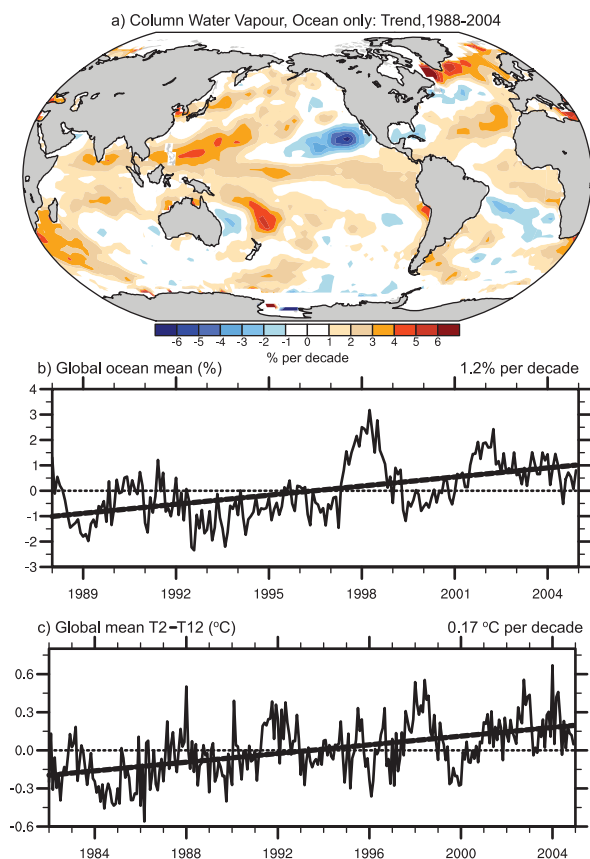 a) Column Water Vapour, Ocean only: Trend,1988-2004
-6 -5 -4 -3 -2 -1 0 1 2 3 4 5 6
% per decade
b) Global ocean mean (%) 1.2% per decade
4
3
2
1
0
-1
-2
-3
1989 1992 1995 1998 2001 2004
c) Global mean T2−T12 (ºC) 0.17 ºC per decade
0.6
0.3
0.0
-0.3
-0.6
1984 1988 1992 1996 2000 2004